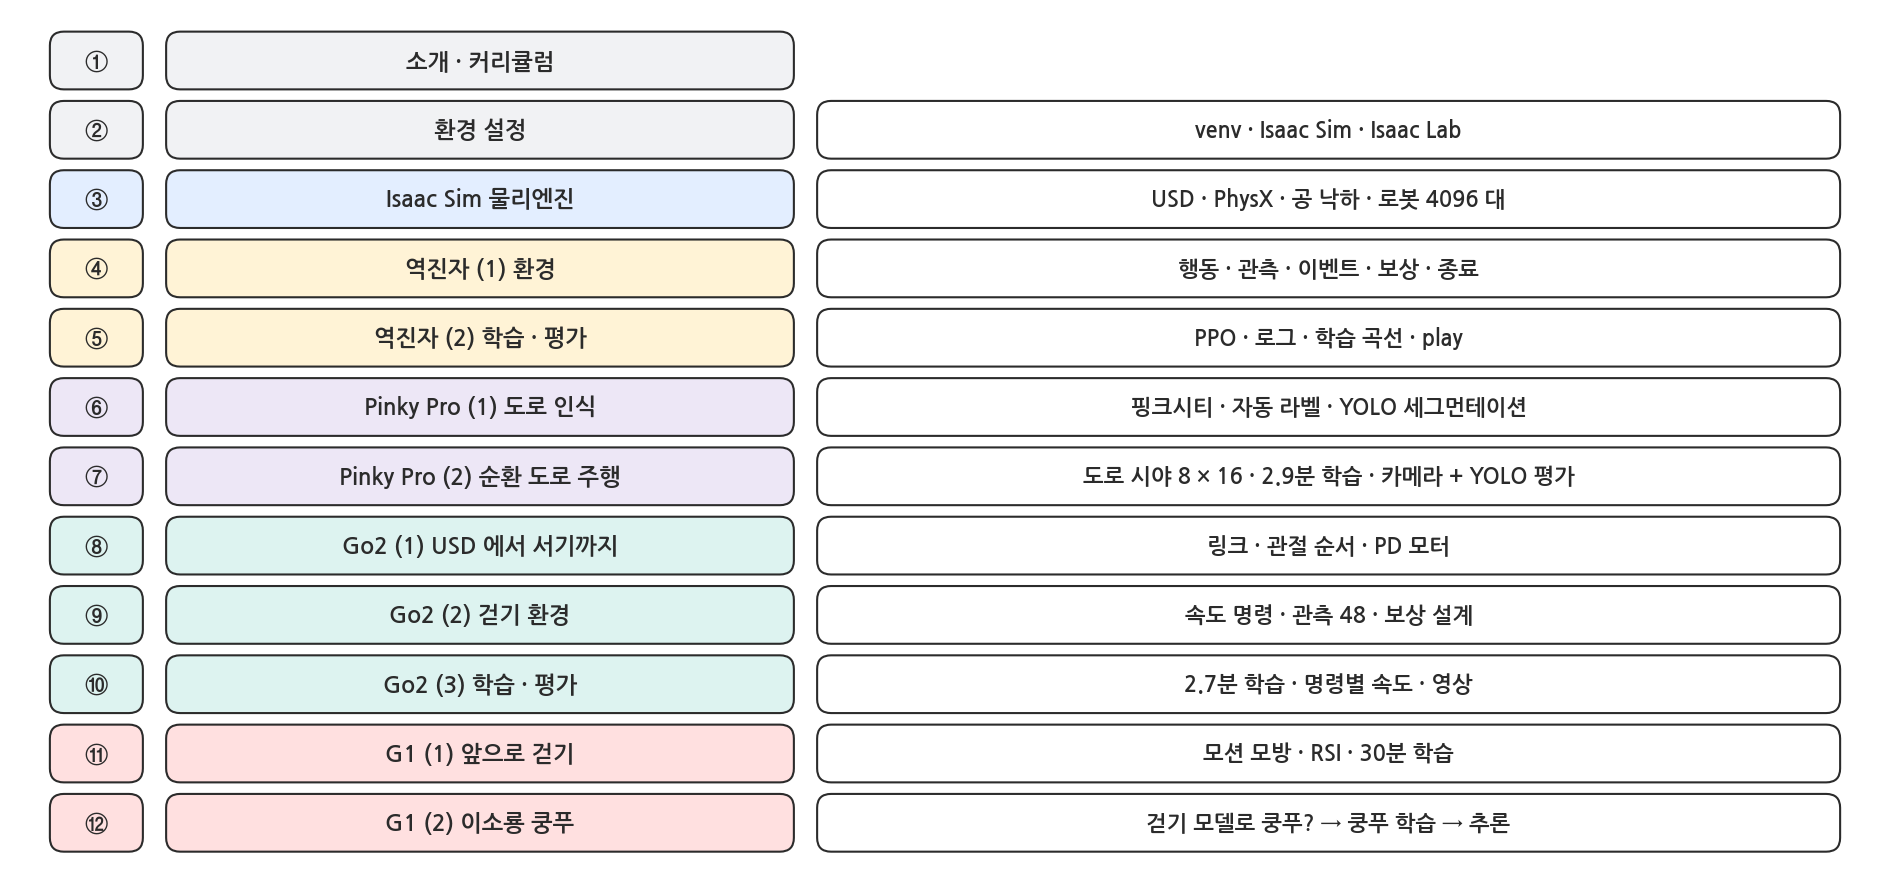 ① 소개 · 커리큘럼
② 환경 설정 venv · Isaac Sim · Isaac Lab
③ Isaac Sim 물리엔진 USD · PhysX · 공 낙하 · 로봇 4096 대
④ 역진자 (1) 환경 행동 · 관측 · 이벤트 · 보상 · 종료
⑤ 역진자 (2) 학습 · 평가 PPO · 로그 · 학습 곡선 · play
⑥ Pinky Pro (1) 도로 인식 핑크시티 · 자동 라벨 · YOLO 세그먼테이션
⑦ Pinky Pro (2) 순환 도로 주행 도로 시야 8 × 16 · 2.9분 학습 · 카메라 + YOLO 평가
⑧ Go2 (1) USD 에서 서기까지 링크 · 관절 순서 · PD 모터
⑨ Go2 (2) 걷기 환경 속도 명령 · 관측 48 · 보상 설계
⑩ Go2 (3) 학습 · 평가 2.7분 학습 · 명령별 속도 · 영상
⑪ G1 (1) 앞으로 걷기 모션 모방 · RSI · 30분 학습
⑫ G1 (2) 이소룡 쿵푸 걷기 모델로 쿵푸? → 쿵푸 학습 → 추론